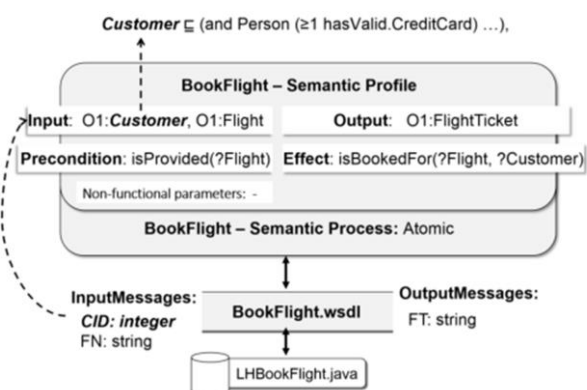 Customer ⊑ (and Person (≥1 hasValid.CreditCard) …),
BookFlight – Semantic Profile
Input: O1:Customer, O1:Flight
Output: O1:FlightTicket
Precondition: isProvided(?Flight)
Effect: isBookedFor(?Flight, ?Customer)
Non-functional parameters: -
BookFlight – Semantic Process: Atomic
InputMessages:
CID: integer
FN: string
BookFlight.wsdl
OutputMessages:
FT: string
LHBookFlight.java